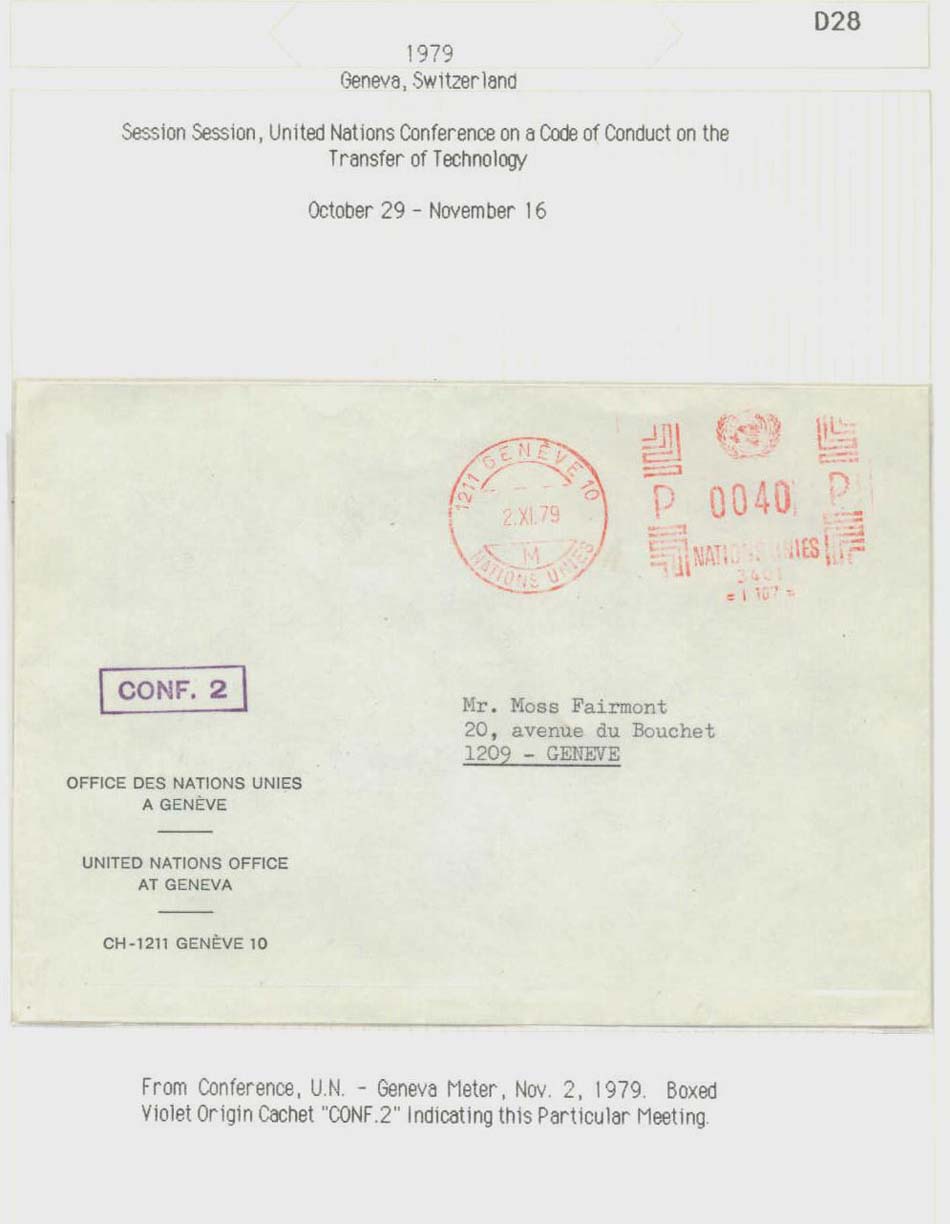 D28
1979
Geneva, Switzerland
Session Session, United Nations Conference on a Code of Conduct on the
Transfer of Technology
October 29 - November 16
1211 GENÈVE 10
2.XI.79
M
NATIONS UNIES
P 0040 P
NATIONS UNIES
CONF. 2
Mr. Moss Fairmont
20, avenue du Bouchet
1209 - GENEVE
OFFICE DES NATIONS UNIES
A GENÈVE
UNITED NATIONS OFFICE
AT GENEVA
CH-1211 GENÈVE 10
From Conference, U.N. - Geneva Meter, Nov. 2, 1979. Boxed
Violet Origin Cachet "CONF.2" Indicating this Particular Meeting.